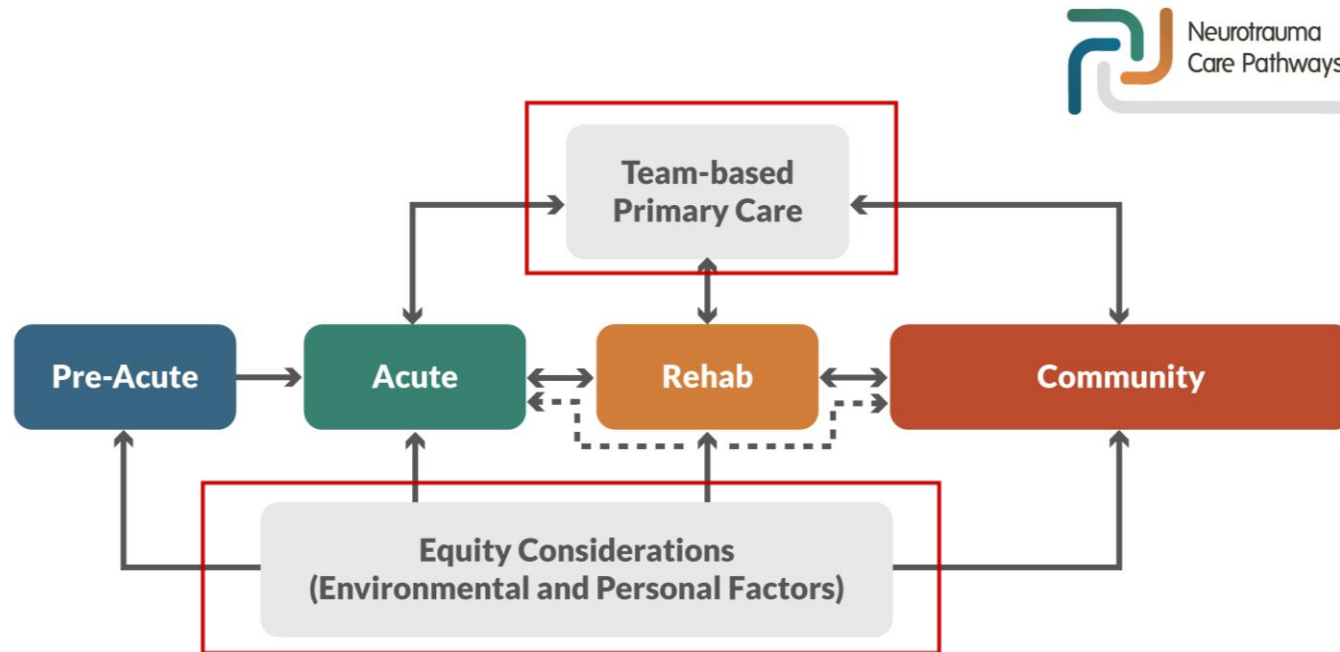 Neurotrauma
Care Pathways
Team-based
Primary Care
Pre-Acute
Acute
Rehab
Community
Equity Considerations
(Environmental and Personal Factors)